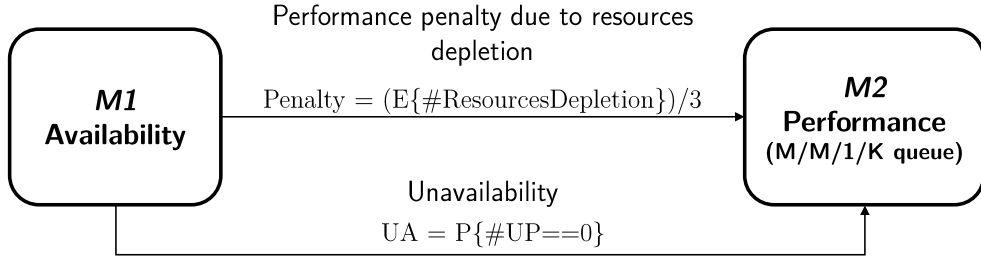 Performance penalty due to resources
depletion
M1
Availability
Penalty = (E{#ResourcesDepletion})/3
M2
Performance
(M/M/1/K queue)
Unavailability
UA = P{#UP==0}